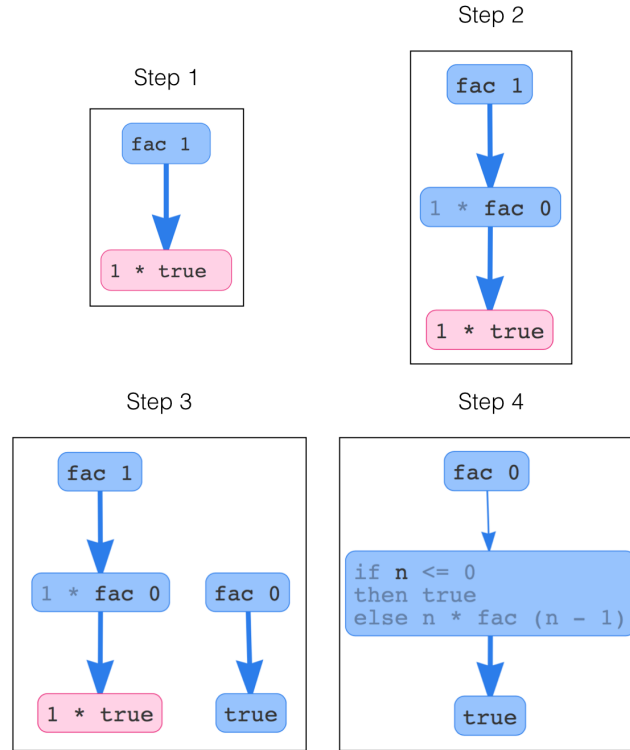 Step 1
fac 1
1 * true
Step 2
fac 1
1 * fac 0
1 * true
Step 3
fac 1
1 * fac 0
fac 0
1 * true
true
Step 4
fac 0
if n <= 0
then true
else n * fac (n - 1)
true